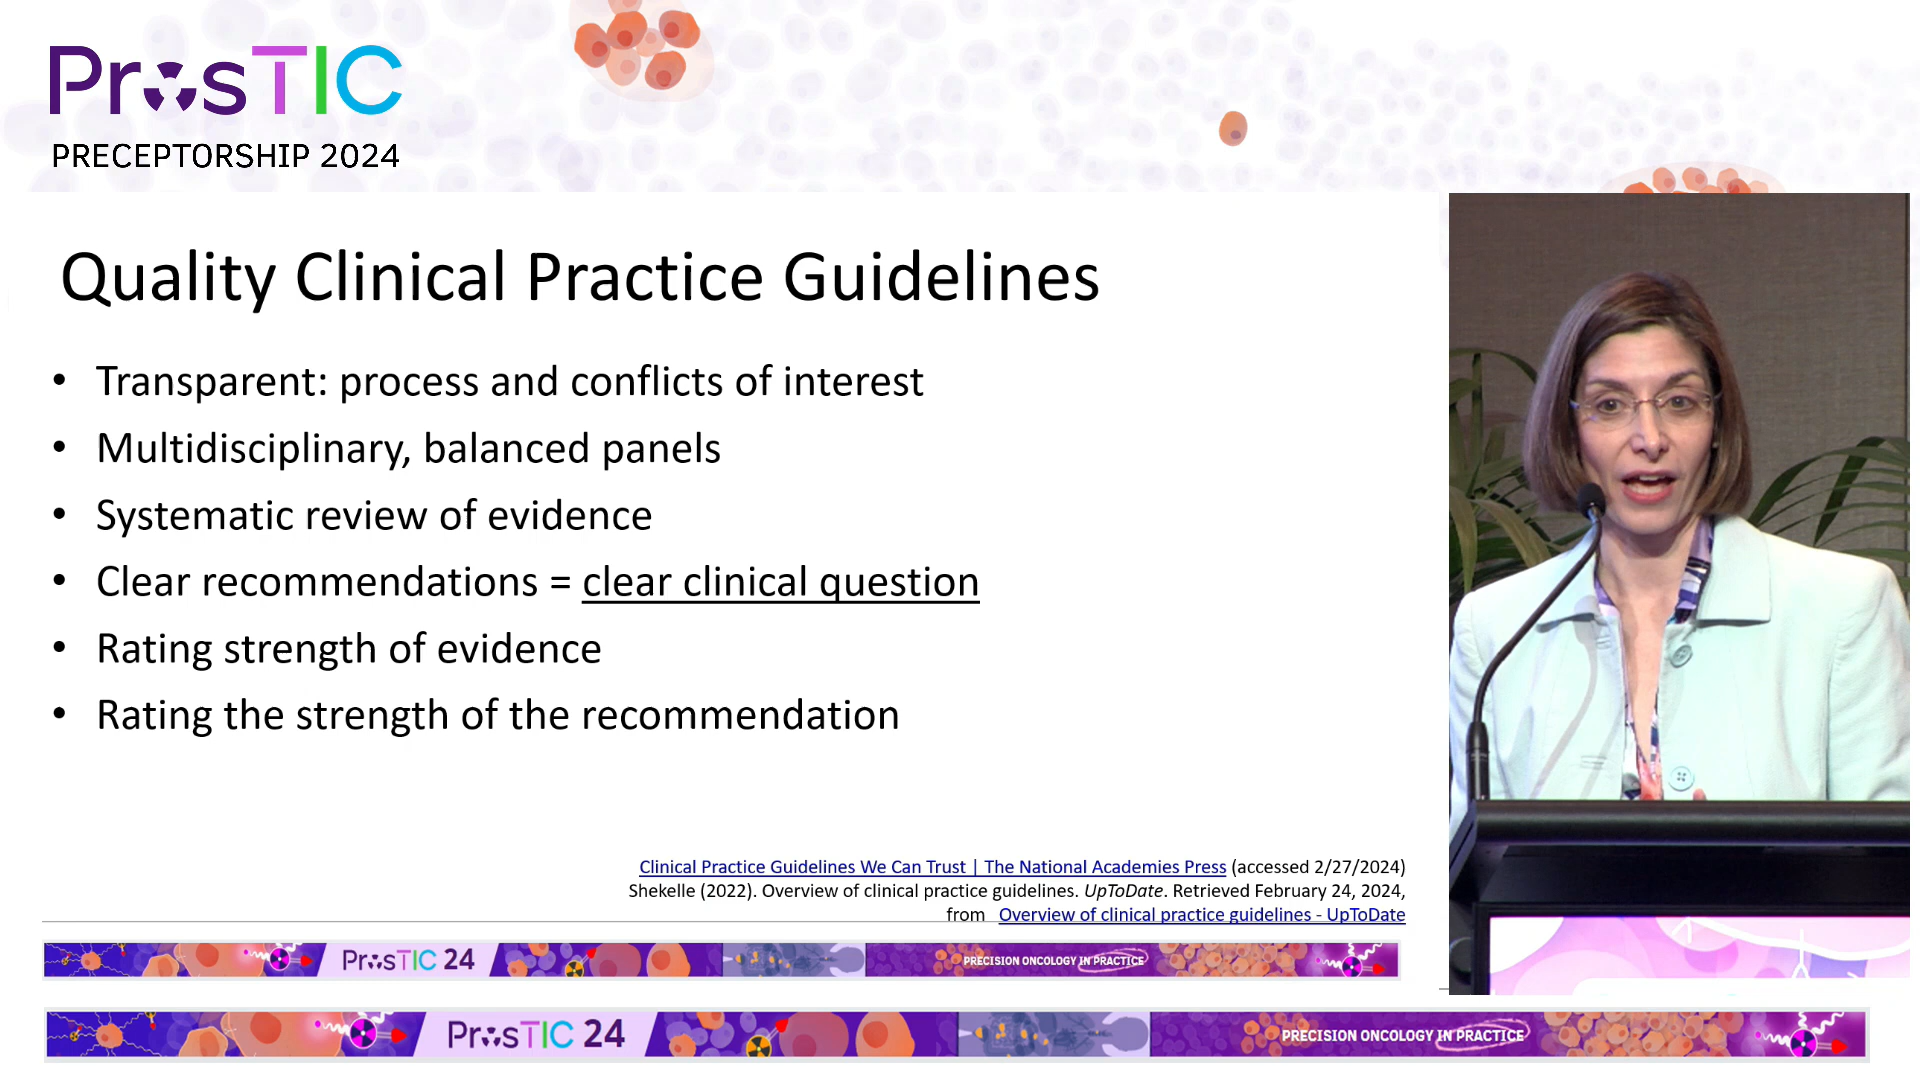 ProsTIC
PRECEPTORSHIP 2024
Quality Clinical Practice Guidelines
• Transparent: process and conflicts of interest
• Multidisciplinary, balanced panels
• Systematic review of evidence
• Clear recommendations = clear clinical question
• Rating strength of evidence
• Rating the strength of the recommendation
Clinical Practice Guidelines We Can Trust | The National Academies Press (accessed 2/27/2024)
Shekelle (2022). Overview of clinical practice guidelines. UpToDate. Retrieved February 24, 2024,
from Overview of clinical practice guidelines - UpToDate
ProsTIC 24
PRECISION ONCOLOGY IN PRACTICE
ProsTIC 24
PRECISION ONCOLOGY IN PRACTICE